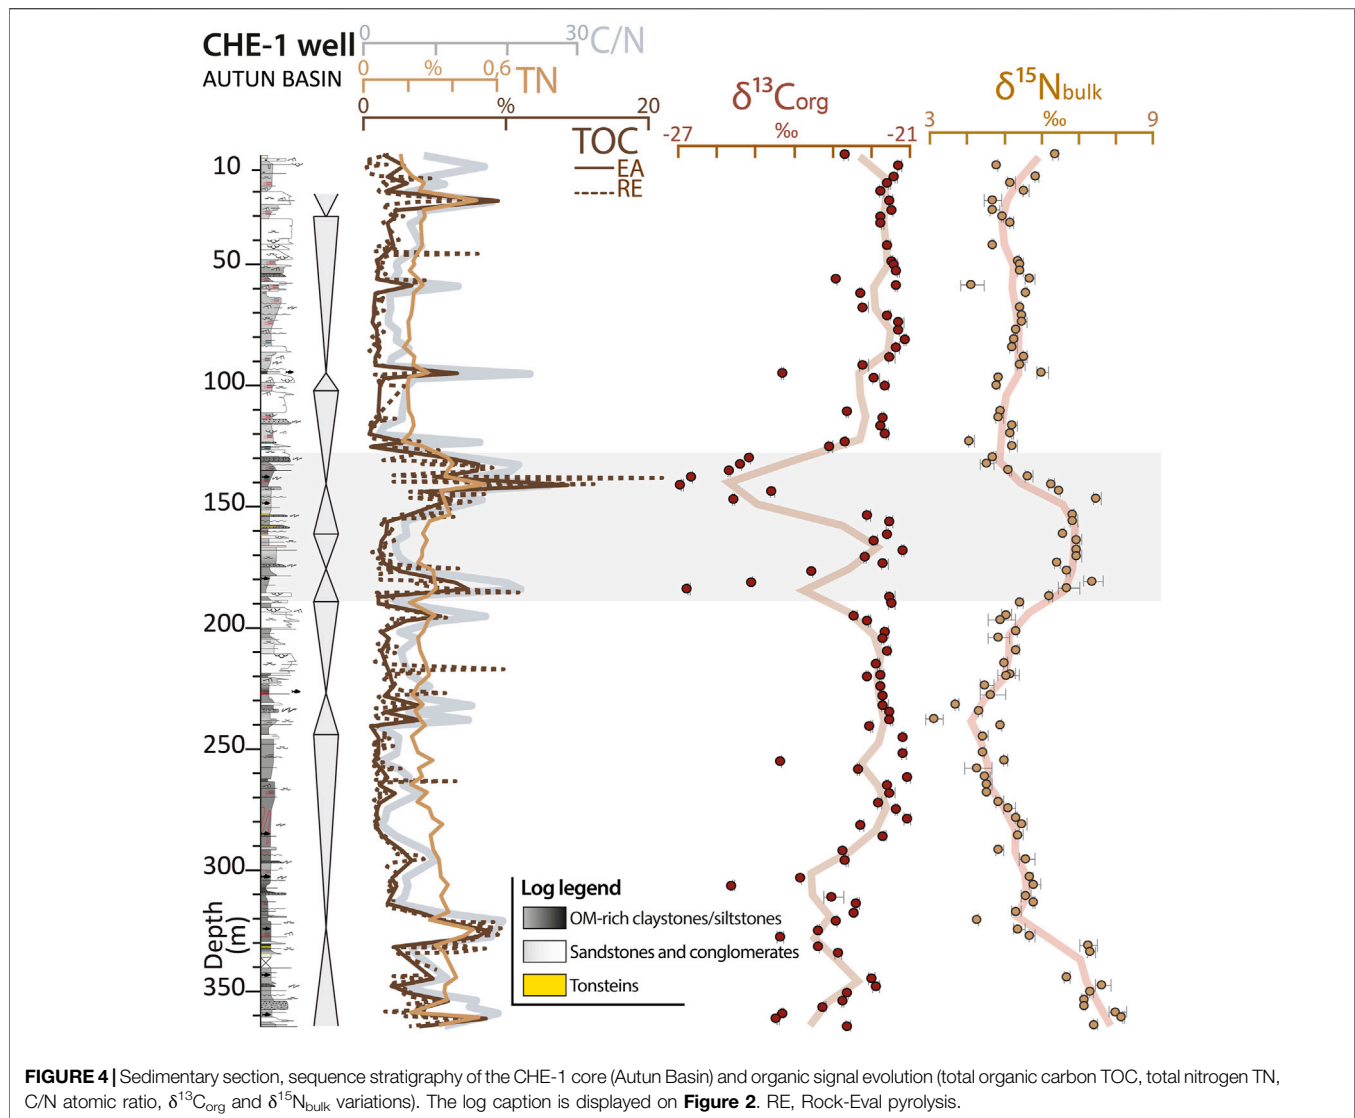 CHE-1 well
AUTUN BASIN
0 30 C/N
0 % 0,6 TN
0 % 20
TOC
EA
RE
δ¹³Corg
-27 ‰ -21
δ¹⁵Nbulk
3 ‰ 9
10
50
100
150
200
250
300
350
Depth
(m)
Log legend
OM-rich claystones/siltstones
Sandstones and conglomerates
Tonsteins
FIGURE 4 | Sedimentary section, sequence stratigraphy of the CHE-1 core (Autun Basin) and organic signal evolution (total organic carbon TOC, total nitrogen TN,
C/N atomic ratio, δ¹³Corg and δ¹⁵Nbulk variations). The log caption is displayed on Figure 2. RE, Rock-Eval pyrolysis.